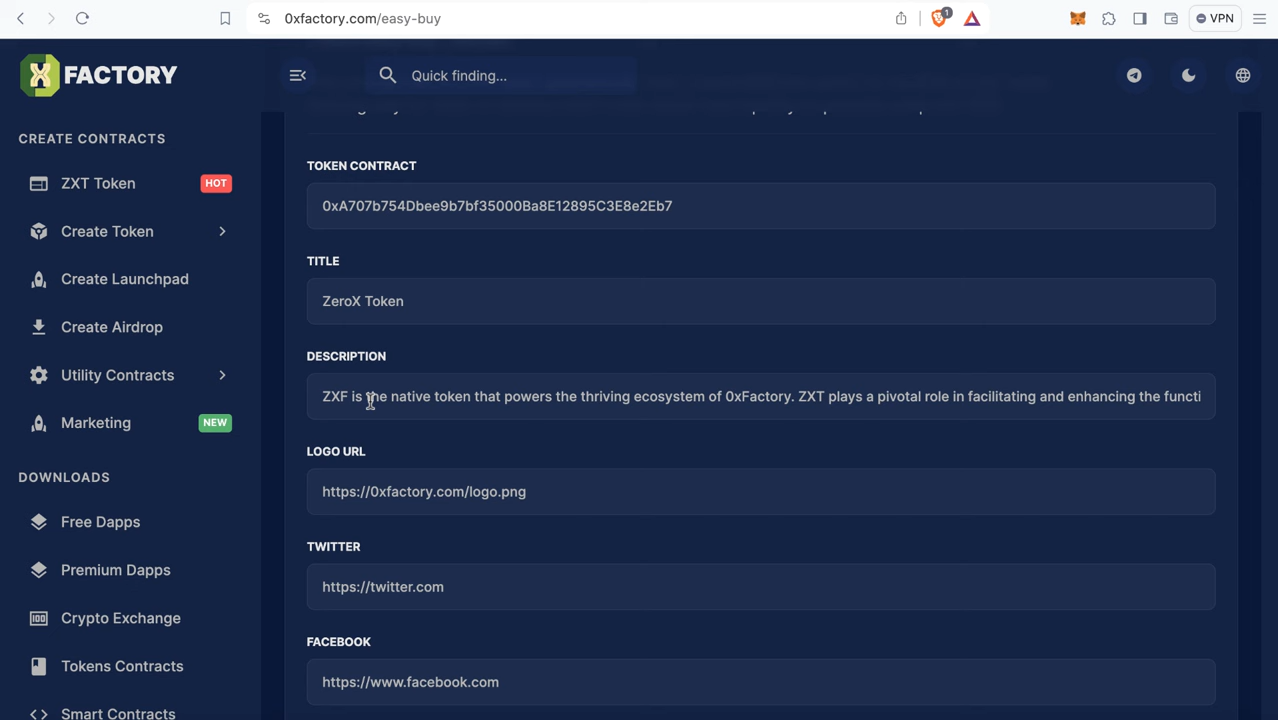 0xfactory.com/easy-buy
1
VPN
FACTORY
Quick finding...
CREATE CONTRACTS
ZXT Token
HOT
Create Token
Create Launchpad
Create Airdrop
Utility Contracts
Marketing
NEW
DOWNLOADS
Free Dapps
Premium Dapps
Crypto Exchange
Tokens Contracts
Smart Contracts
TOKEN CONTRACT
0xA707b754Dbee9b7bf35000Ba8E12895C3E8e2Eb7
TITLE
ZeroX Token
DESCRIPTION
ZXF is the native token that powers the thriving ecosystem of 0xFactory. ZXT plays a pivotal role in facilitating and enhancing the functi
LOGO URL
https://0xfactory.com/logo.png
TWITTER
https://twitter.com
FACEBOOK
https://www.facebook.com